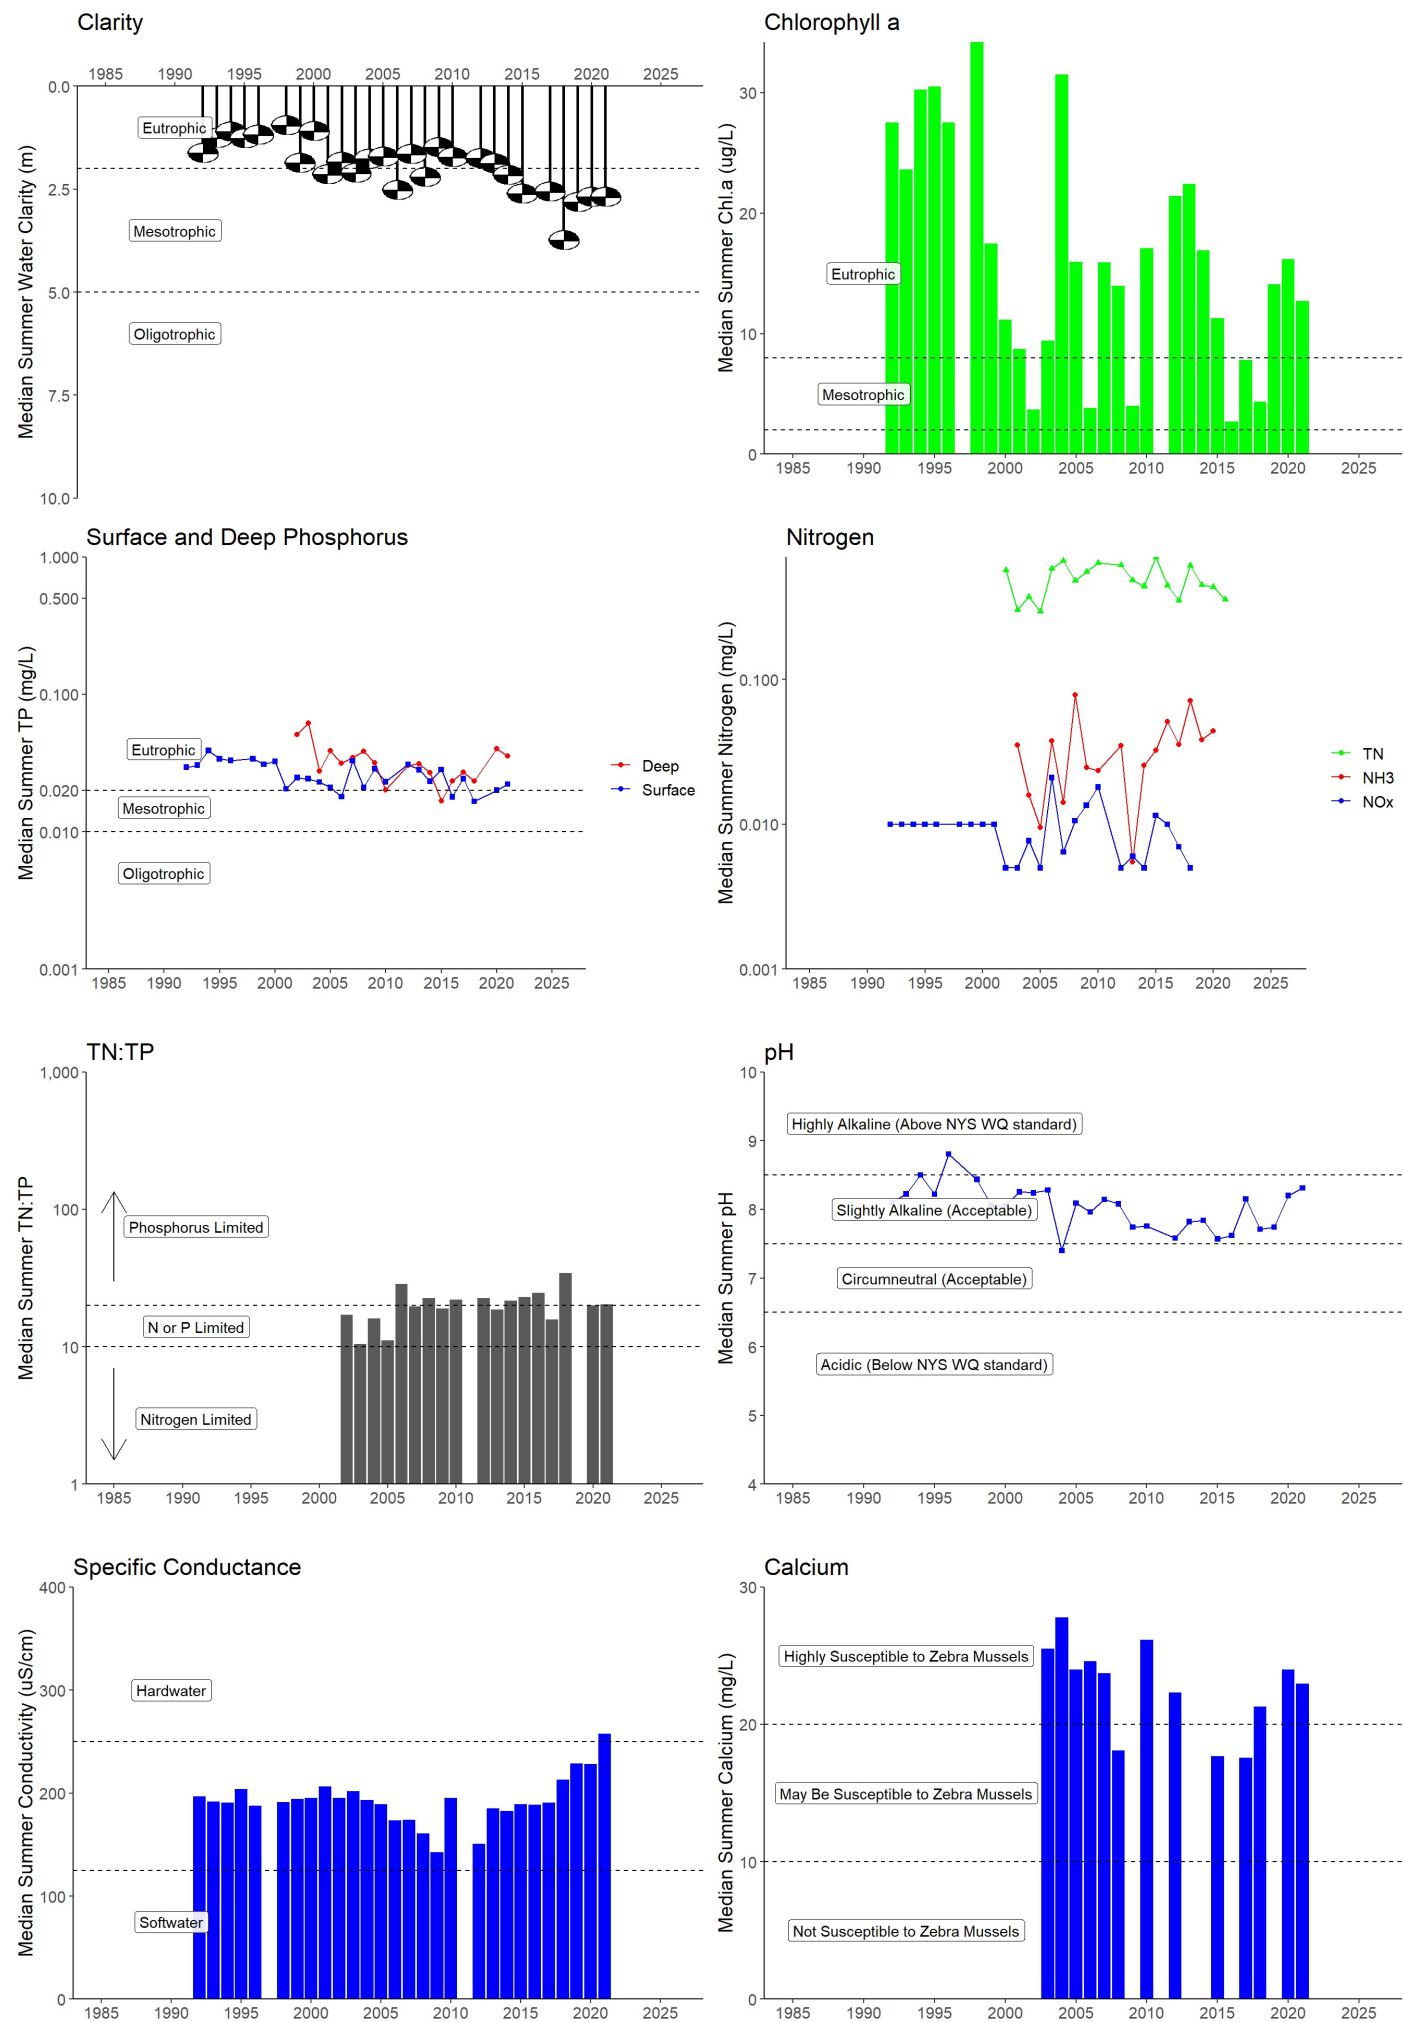 Clarity
1985 1990 1995 2000 2005 2010 2015 2020 2025
Median Summer Water Clarity (m)
0.0
2.5
5.0
7.5
10.0
Eutrophic
Mesotrophic
Oligotrophic
Chlorophyll a
Median Summer Chl.a (ug/L)
30
20
10
0
Eutrophic
Mesotrophic
1985 1990 1995 2000 2005 2010 2015 2020 2025
Surface and Deep Phosphorus
Median Summer TP (mg/L)
1.000
0.500
0.100
0.020
0.010
0.001
Eutrophic
Mesotrophic
Oligotrophic
Deep
Surface
1985 1990 1995 2000 2005 2010 2015 2020 2025
Nitrogen
Median Summer Nitrogen (mg/L)
0.100
0.010
0.001
TN
NH3
NOx
1985 1990 1995 2000 2005 2010 2015 2020 2025
TN:TP
Median Summer TN:TP
1,000
100
10
1
Phosphorus Limited
N or P Limited
Nitrogen Limited
1985 1990 1995 2000 2005 2010 2015 2020 2025
pH
Median Summer pH
10
9
8
7
6
5
4
Highly Alkaline (Above NYS WQ standard)
Slightly Alkaline (Acceptable)
Circumneutral (Acceptable)
Acidic (Below NYS WQ standard)
1985 1990 1995 2000 2005 2010 2015 2020 2025
Specific Conductance
Median Summer Conductivity (uS/cm)
400
300
200
100
0
Hardwater
Softwater
1985 1990 1995 2000 2005 2010 2015 2020 2025
Calcium
Median Summer Calcium (mg/L)
30
20
10
0
Highly Susceptible to Zebra Mussels
May Be Susceptible to Zebra Mussels
Not Susceptible to Zebra Mussels
1985 1990 1995 2000 2005 2010 2015 2020 2025